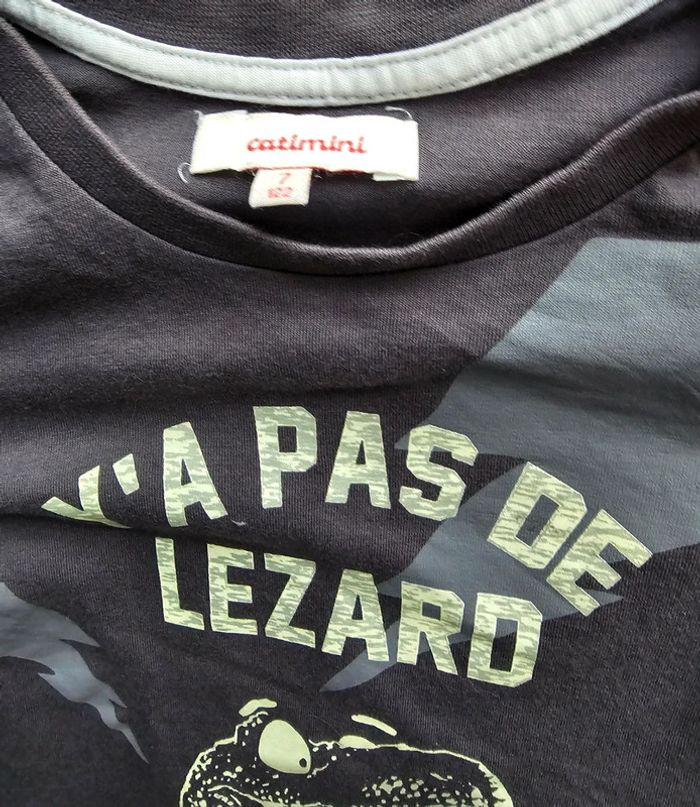 catimini
7
122
Y'A PAS DE
LEZARD